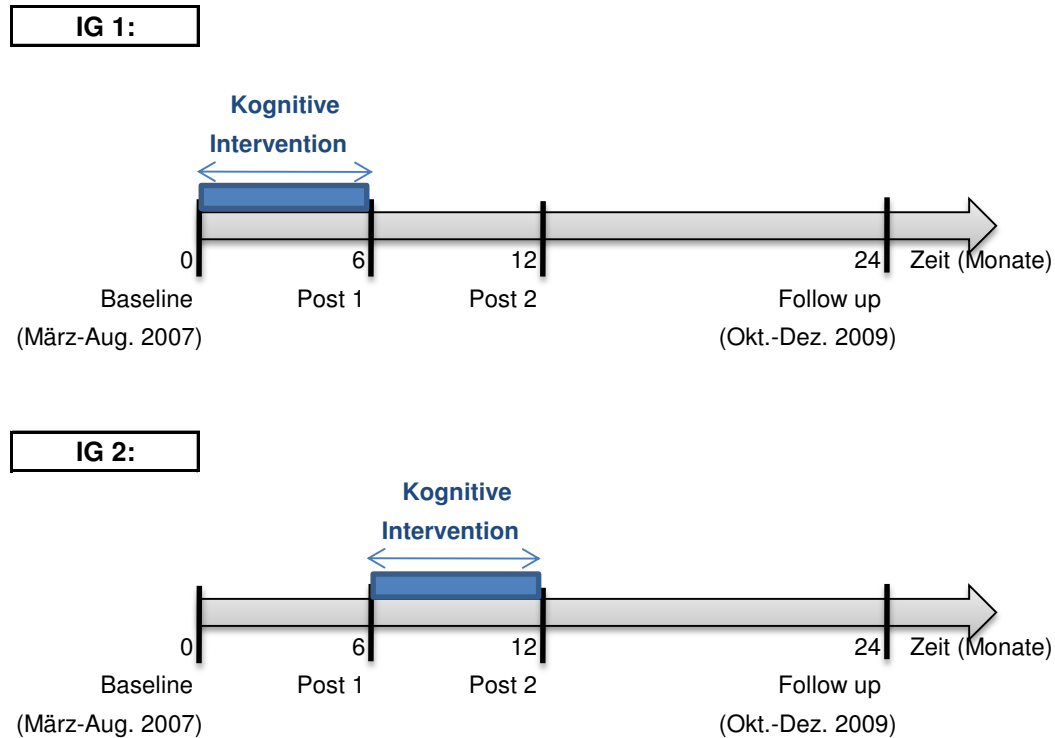 IG 1:
Kognitive
Intervention
0 6 12 24 Zeit (Monate)
Baseline Post 1 Post 2 Follow up
(März-Aug. 2007) (Okt.-Dez. 2009)
IG 2:
Kognitive
Intervention
0 6 12 24 Zeit (Monate)
Baseline Post 1 Post 2 Follow up
(März-Aug. 2007) (Okt.-Dez. 2009)